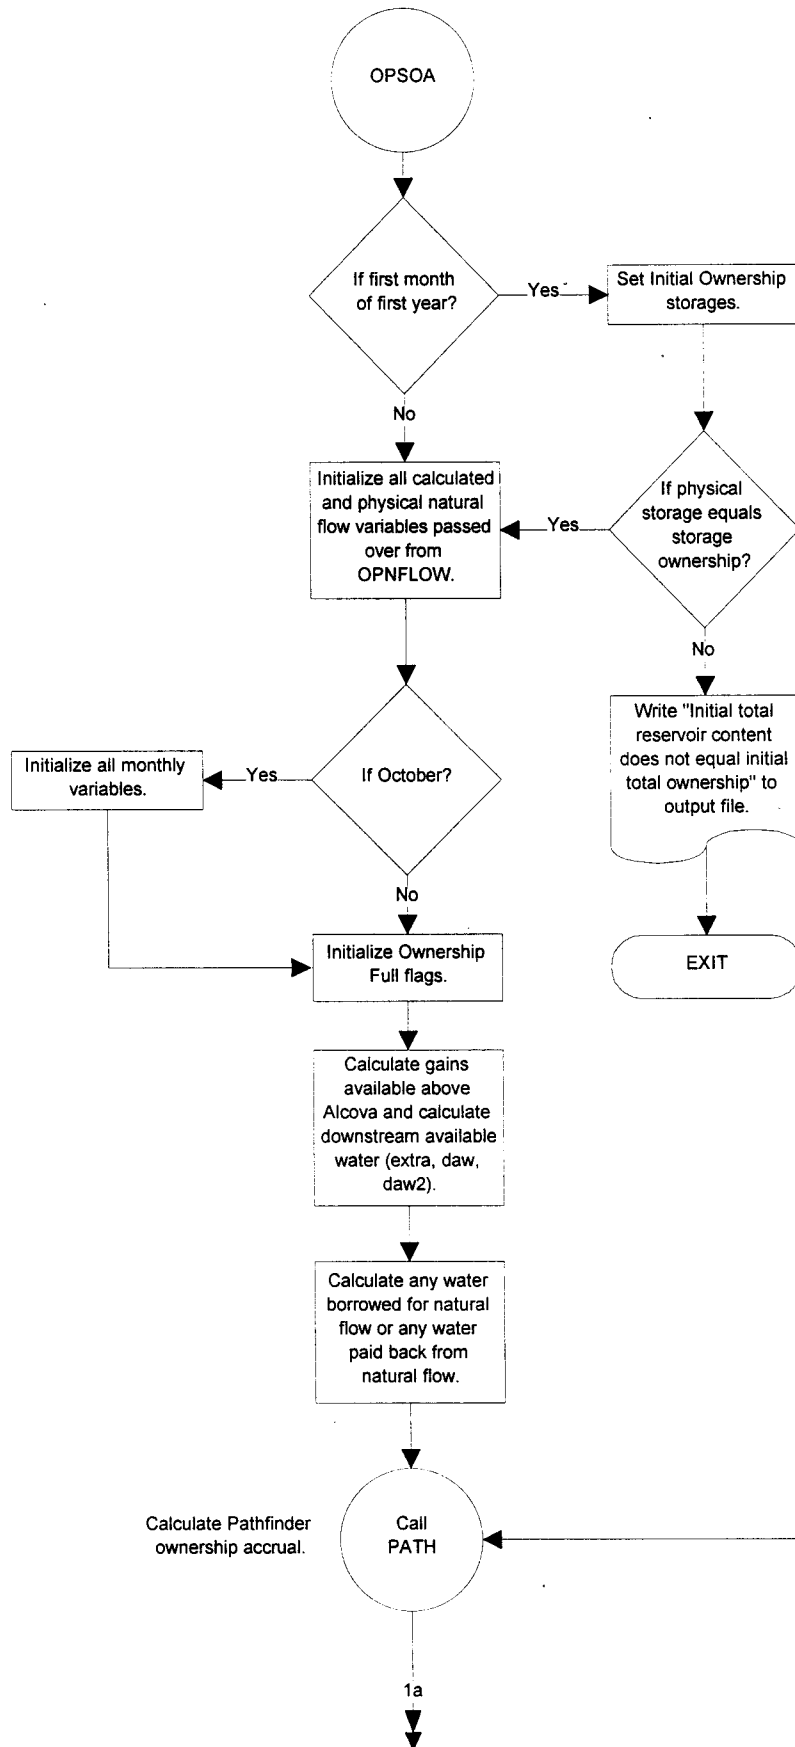 OPSOA
If first month
of first year?
Yes
Set Initial Ownership
storages.
No
Initialize all calculated
and physical natural
flow variables passed
over from
OPNFLOW.
Yes
If physical
storage equals
storage
ownership?
No
Write "Initial total
reservoir content
does not equal initial
total ownership" to
output file.
EXIT
If October?
Yes
Initialize all monthly
variables.
No
Initialize Ownership
Full flags.
Calculate gains
available above
Alcova and calculate
downstream available
water (extra, daw,
daw2).
Calculate any water
borrowed for natural
flow or any water
paid back from
natural flow.
Calculate Pathfinder
ownership accrual.
Call
PATH
1a